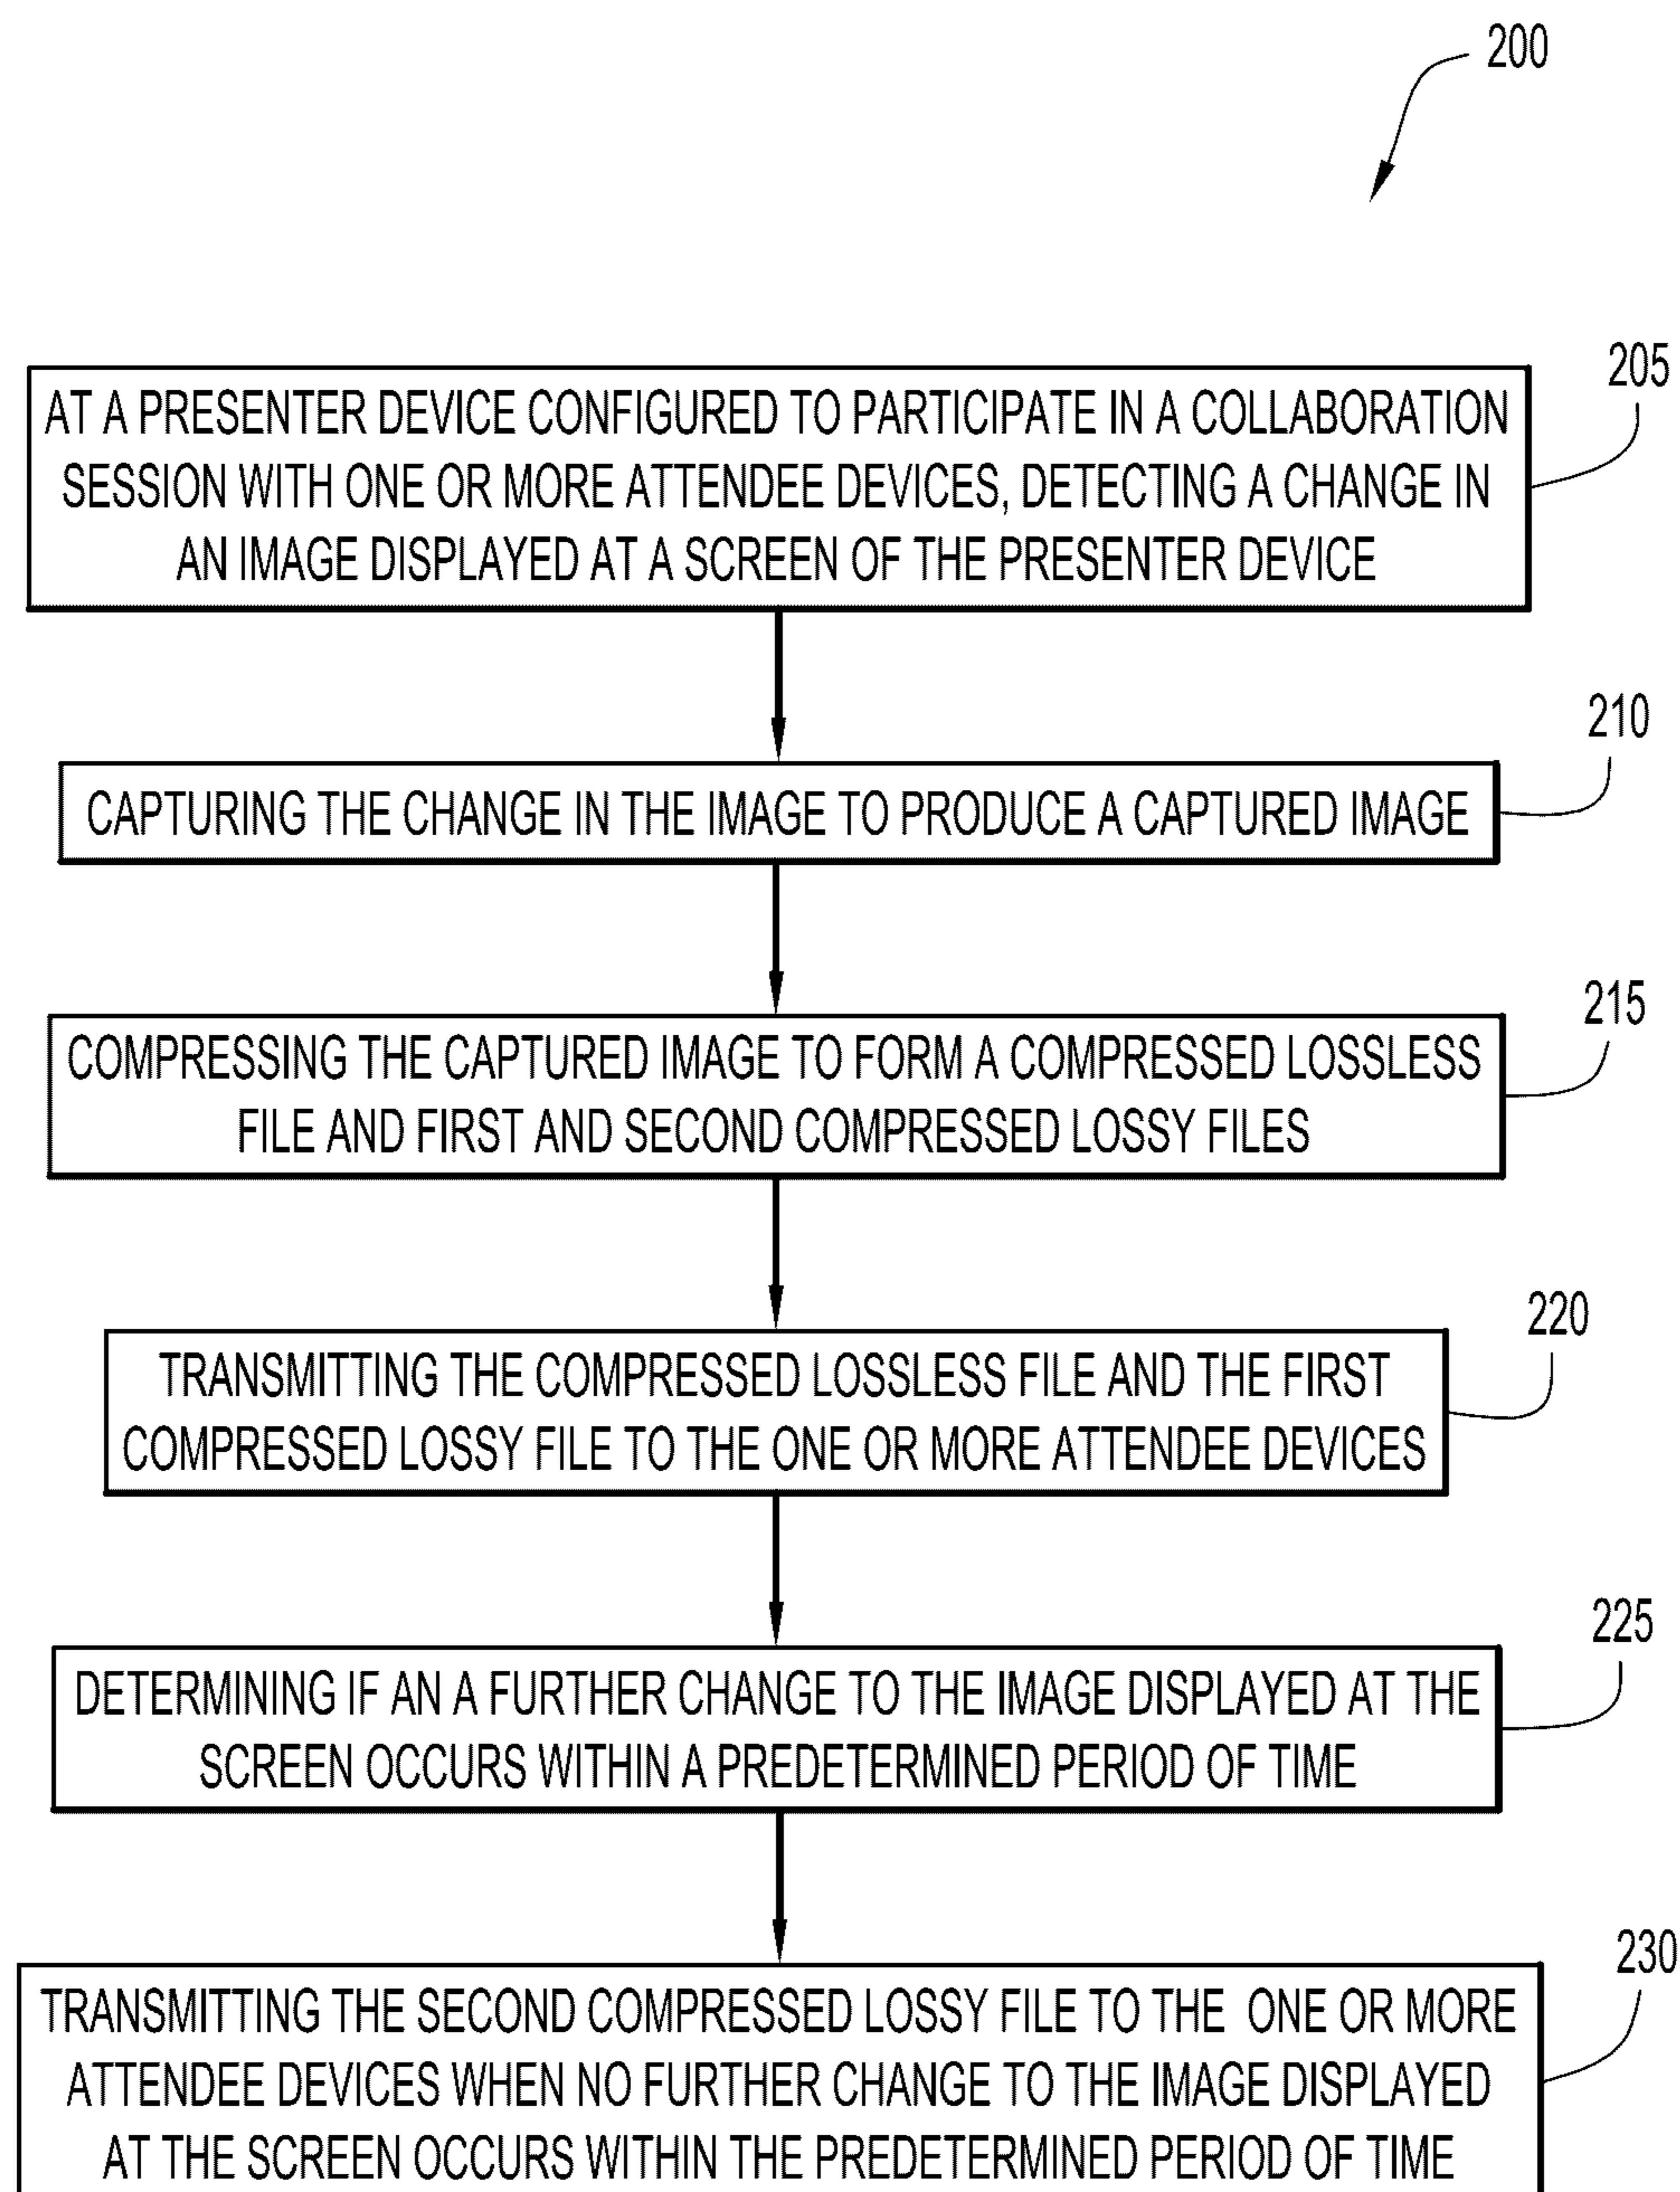 200
205
AT A PRESENTER DEVICE CONFIGURED TO PARTICIPATE IN A COLLABORATION
SESSION WITH ONE OR MORE ATTENDEE DEVICES, DETECTING A CHANGE IN
AN IMAGE DISPLAYED AT A SCREEN OF THE PRESENTER DEVICE
210
CAPTURING THE CHANGE IN THE IMAGE TO PRODUCE A CAPTURED IMAGE
215
COMPRESSING THE CAPTURED IMAGE TO FORM A COMPRESSED LOSSLESS
FILE AND FIRST AND SECOND COMPRESSED LOSSY FILES
220
TRANSMITTING THE COMPRESSED LOSSLESS FILE AND THE FIRST
COMPRESSED LOSSY FILE TO THE ONE OR MORE ATTENDEE DEVICES
225
DETERMINING IF AN A FURTHER CHANGE TO THE IMAGE DISPLAYED AT THE
SCREEN OCCURS WITHIN A PREDETERMINED PERIOD OF TIME
230
TRANSMITTING THE SECOND COMPRESSED LOSSY FILE TO THE ONE OR MORE
ATTENDEE DEVICES WHEN NO FURTHER CHANGE TO THE IMAGE DISPLAYED
AT THE SCREEN OCCURS WITHIN THE PREDETERMINED PERIOD OF TIME